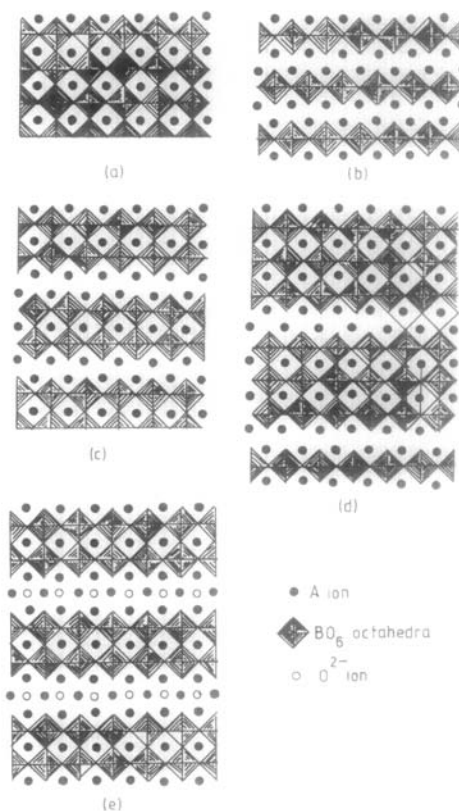 (a)
(b)
(c)
(d)
(e)
A ion
BO6 octahedra
O2- ion